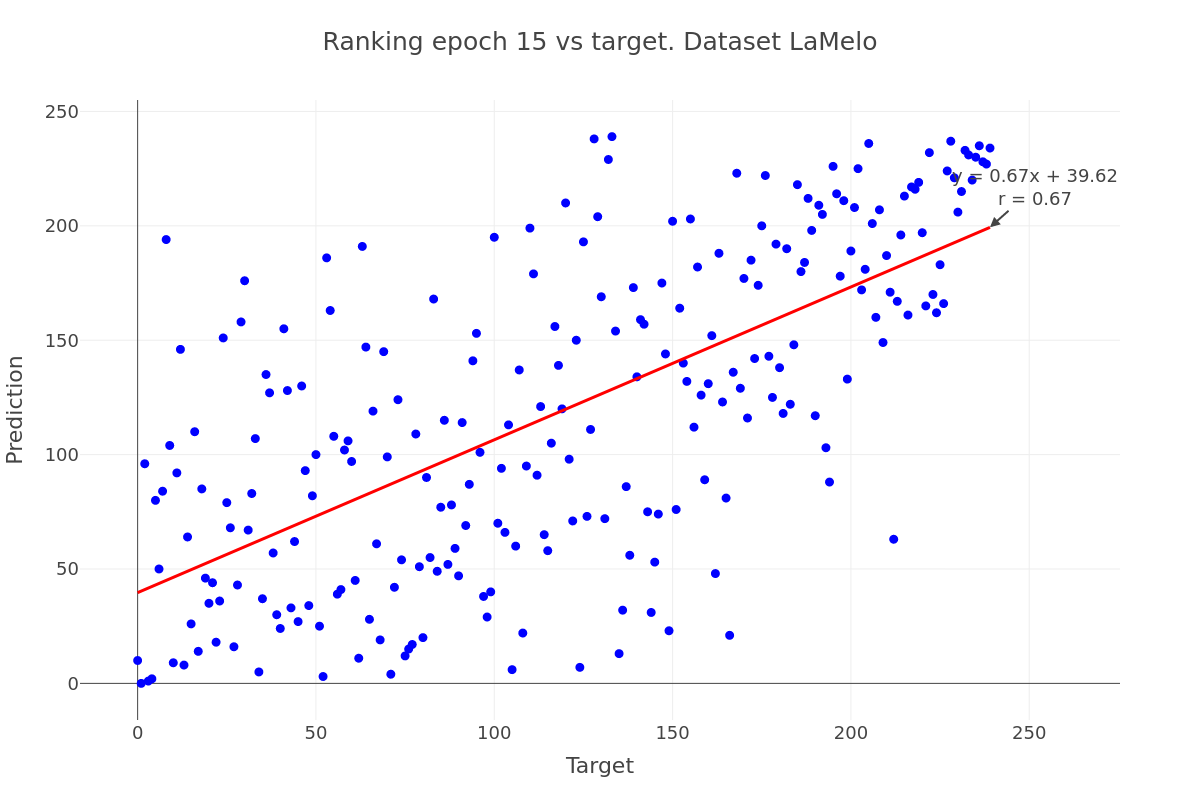 Ranking epoch 15 vs target. Dataset LaMelo
250
200
150
100
50
0
Prediction
y = 0.67x + 39.62
r = 0.67
0
50
100
150
200
250
Target